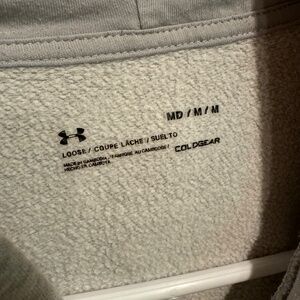 MD / M / M
LOOSE / COUPE LÂCHE / SUELTO
MADE IN CAMBODIA / FABRIQUÉ AU CAMBODGE /
HECHO EN CAMBOYA
COLDGEAR